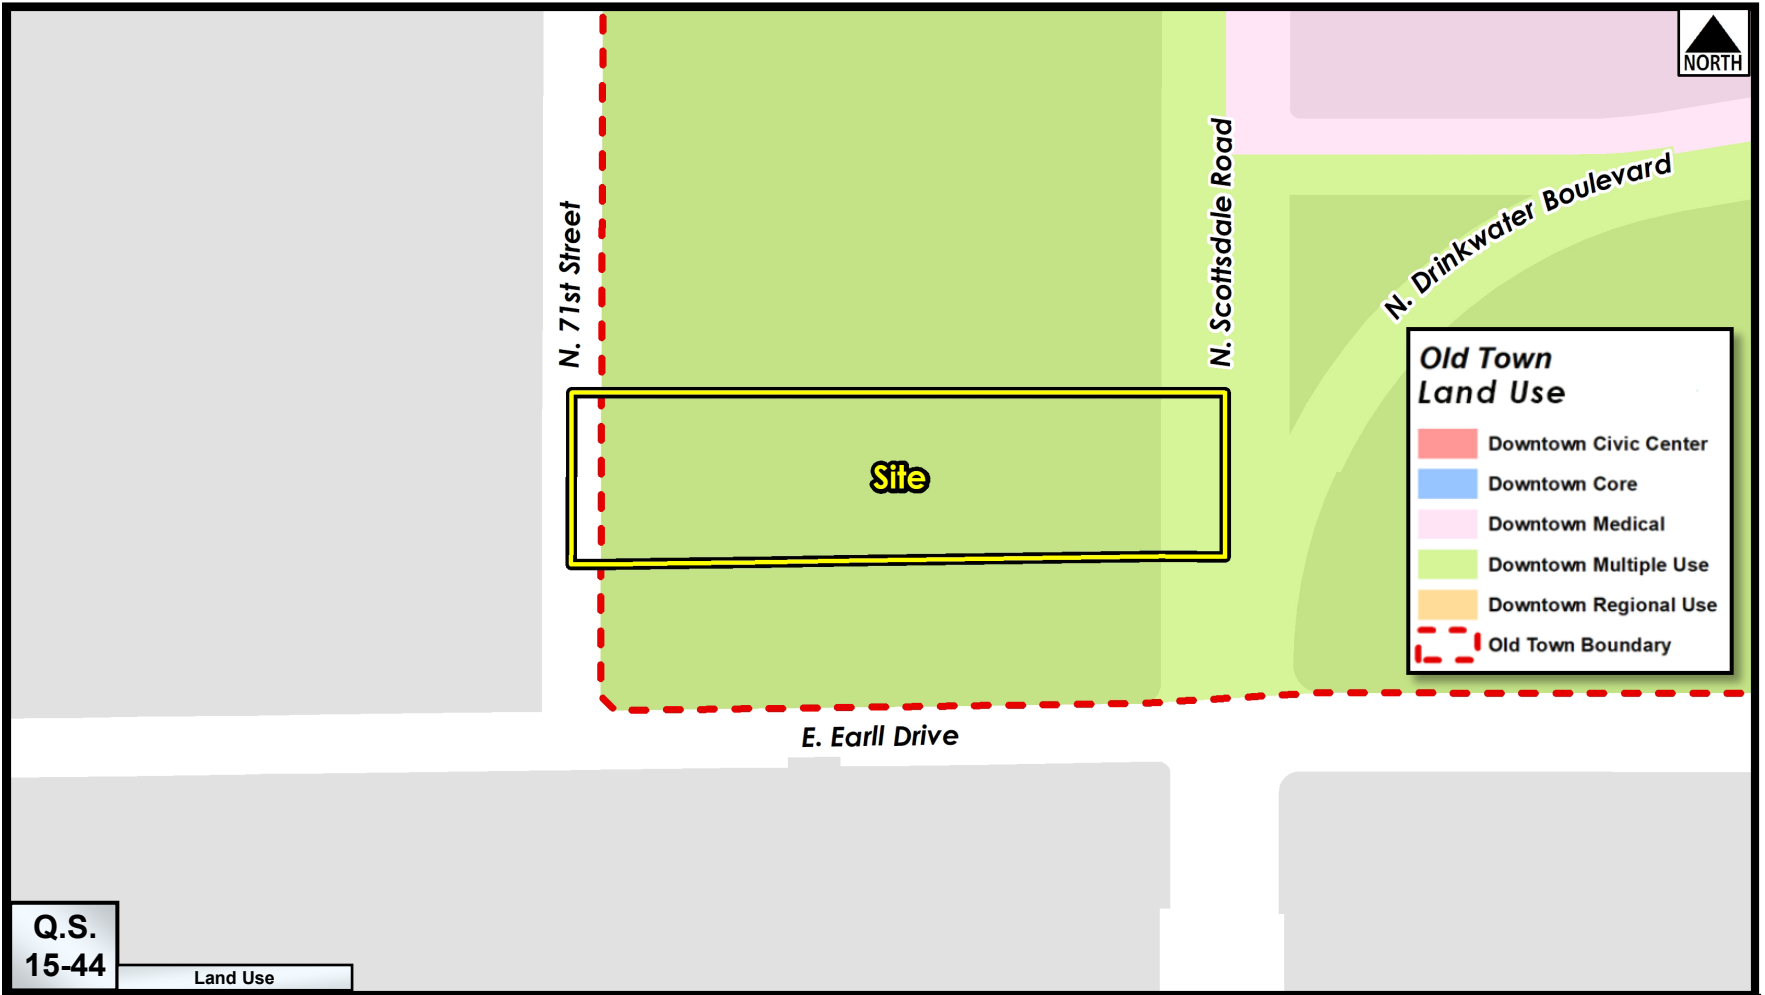 NORTH
N. 71st Street
N. Scottsdale Road
N. Drinkwater Boulevard
Site
Old Town
Land Use
Downtown Civic Center
Downtown Core
Downtown Medical
Downtown Multiple Use
Downtown Regional Use
Old Town Boundary
E. Earll Drive
Q.S.
15-44
Land Use